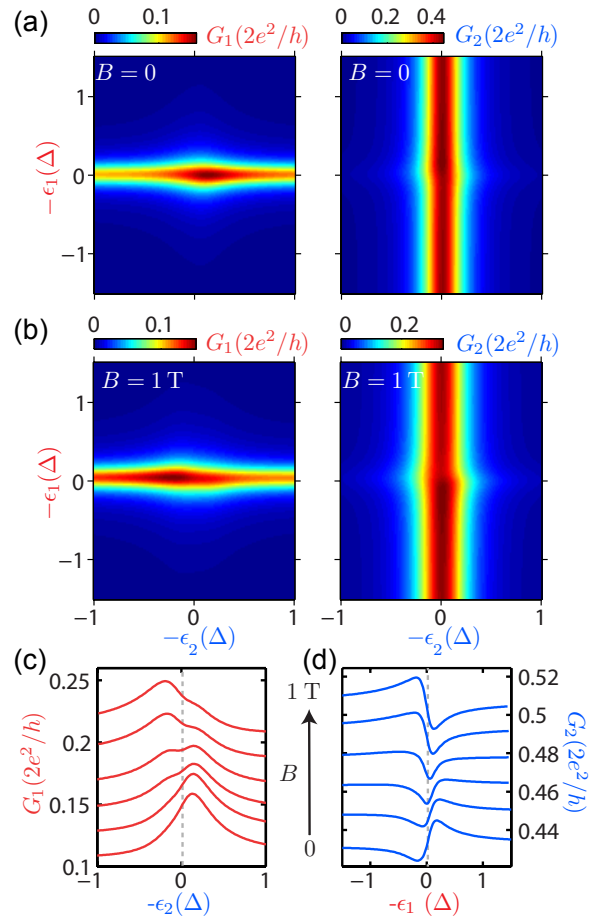 (a)
0 0.1 G₁(2e²/h)
0 0.2 0.4 G₂(2e²/h)
B = 0
B = 0
−ϵ₁(Δ)
1
0
−1
−1 0 1
(b)
0 0.1 G₁(2e²/h)
0 0.2 G₂(2e²/h)
B = 1 T
B = 1 T
−ϵ₁(Δ)
1
0
−1
−1 0 1
−1 0 1
−ϵ₂(Δ)
−ϵ₂(Δ)
(c)
G₁(2e²/h)
0.25
0.2
0.15
0.1
−1 0 1
-ϵ₂(Δ)
1 T
B
0
(d)
0.52
0.5
0.48
0.46
0.44
G₂(2e²/h)
−1 0 1
-ϵ₁ (Δ)